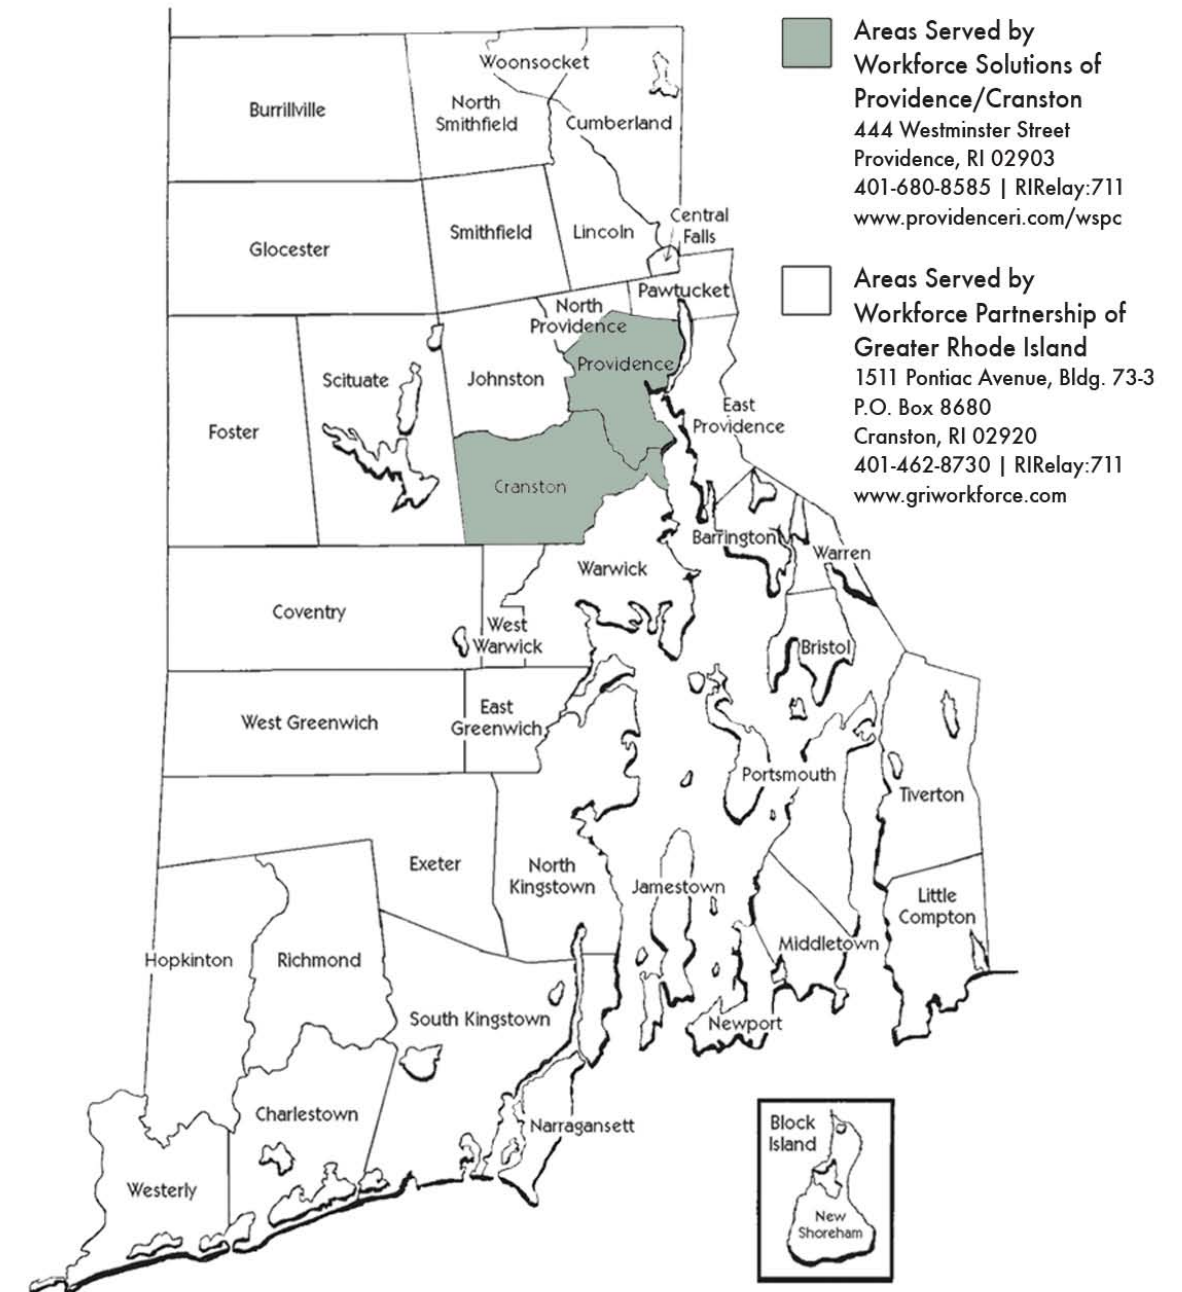 Areas Served by
Workforce Solutions of
Providence/Cranston
444 Westminster Street
Providence, RI 02903
401-680-8585 | RIRelay:711
www.providenceri.com/wspc
Areas Served by
Workforce Partnership of
Greater Rhode Island
1511 Pontiac Avenue, Bldg. 73-3
P.O. Box 8680
Cranston, RI 02920
401-462-8730 | RIRelay:711
www.griworkforce.com
Woonsocket
Burrillville
North
Smithfield
Cumberland
Central
Falls
Glocester
Smithfield
Lincoln
Pawtucket
North
Providence
Providence
Scituate
Johnston
Foster
East
Providence
Cranston
Barrington
Warren
Warwick
Coventry
West
Warwick
Bristol
West Greenwich
East
Greenwich
Portsmouth
Tiverton
Exeter
North
Kingstown
Jamestown
Little
Compton
Middletown
Hopkinton
Richmond
South Kingstown
Newport
Charlestown
Narragansett
Block
Island
Westerly
New
Shoreham